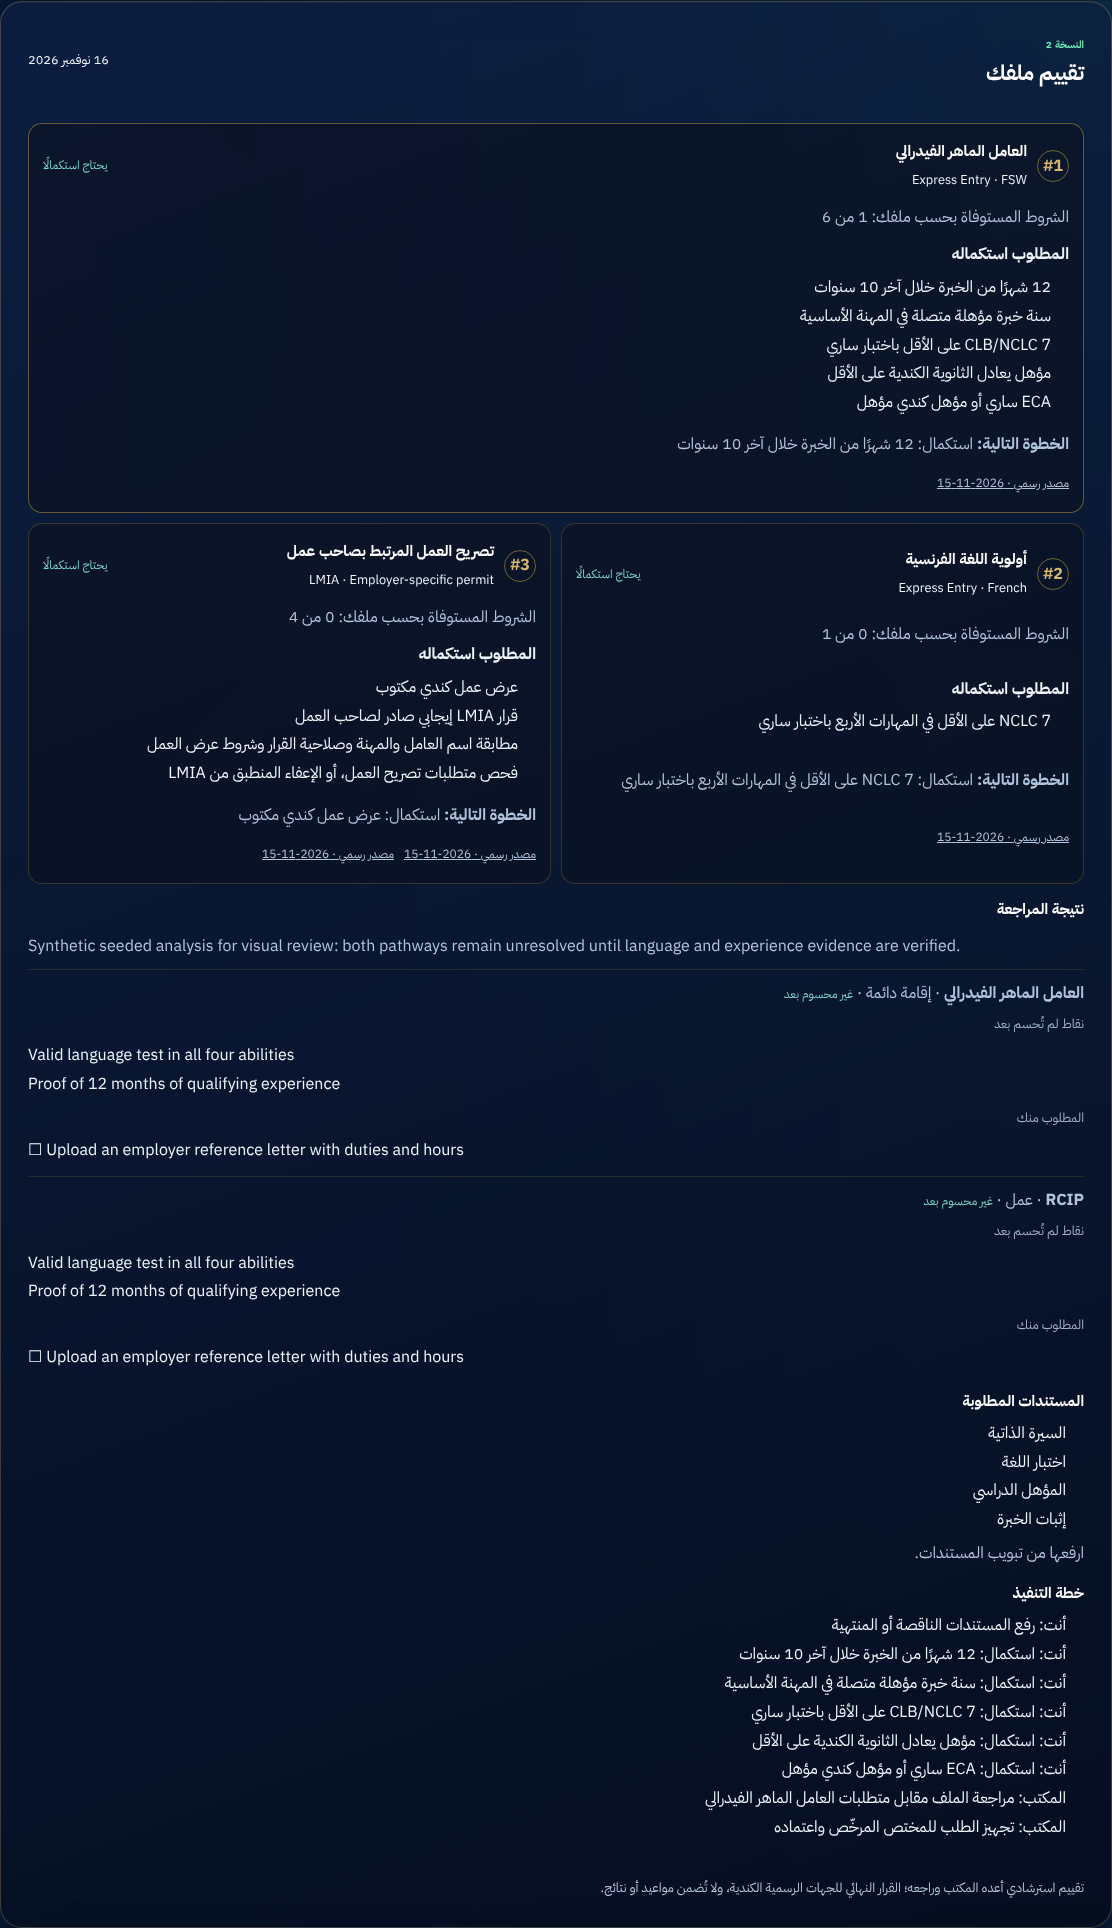 النسخة 2
تقييم ملفك
16 نوفمبر 2026
#1
العامل الماهر الفيدرالي
Express Entry · FSW
يحتاج استكمالًا
الشروط المستوفاة بحسب ملفك: 1 من 6
المطلوب استكماله
12 شهرًا من الخبرة خلال آخر 10 سنوات
سنة خبرة مؤهلة متصلة في المهنة الأساسية
CLB/NCLC 7 على الأقل باختبار ساري
مؤهل يعادل الثانوية الكندية على الأقل
ECA ساري أو مؤهل كندي مؤهل
الخطوة التالية: استكمال: 12 شهرًا من الخبرة خلال آخر 10 سنوات
مصدر رسمي · 2026-11-15
#2
أولوية اللغة الفرنسية
Express Entry · French
يحتاج استكمالًا
الشروط المستوفاة بحسب ملفك: 0 من 1
المطلوب استكماله
NCLC 7 على الأقل في المهارات الأربع باختبار ساري
الخطوة التالية: استكمال: NCLC 7 على الأقل في المهارات الأربع باختبار ساري
مصدر رسمي · 2026-11-15
#3
تصريح العمل المرتبط بصاحب عمل
LMIA · Employer-specific permit
يحتاج استكمالًا
الشروط المستوفاة بحسب ملفك: 0 من 4
المطلوب استكماله
عرض عمل كندي مكتوب
قرار LMIA إيجابي صادر لصاحب العمل
مطابقة اسم العامل والمهنة وصلاحية القرار وشروط عرض العمل
فحص متطلبات تصريح العمل، أو الإعفاء المنطبق من LMIA
الخطوة التالية: استكمال: عرض عمل كندي مكتوب
مصدر رسمي · 2026-11-15 مصدر رسمي · 2026-11-15
نتيجة المراجعة
Synthetic seeded analysis for visual review: both pathways remain unresolved until language and experience evidence are verified.
العامل الماهر الفيدرالي · إقامة دائمة · غير محسوم بعد
نقاط لم تُحسم بعد
Valid language test in all four abilities
Proof of 12 months of qualifying experience
المطلوب منك
☐ Upload an employer reference letter with duties and hours
RCIP · عمل · غير محسوم بعد
نقاط لم تُحسم بعد
Valid language test in all four abilities
Proof of 12 months of qualifying experience
المطلوب منك
☐ Upload an employer reference letter with duties and hours
المستندات المطلوبة
السيرة الذاتية
اختبار اللغة
المؤهل الدراسي
إثبات الخبرة
ارفعها من تبويب المستندات.
خطة التنفيذ
أنت: رفع المستندات الناقصة أو المنتهية
أنت: استكمال: 12 شهرًا من الخبرة خلال آخر 10 سنوات
أنت: استكمال: سنة خبرة مؤهلة متصلة في المهنة الأساسية
أنت: استكمال: CLB/NCLC 7 على الأقل باختبار ساري
أنت: استكمال: مؤهل يعادل الثانوية الكندية على الأقل
أنت: استكمال: ECA ساري أو مؤهل كندي مؤهل
المكتب: مراجعة الملف مقابل متطلبات العامل الماهر الفيدرالي
المكتب: تجهيز الطلب للمختص المرخّص واعتماده
تقييم استرشادي أعده المكتب وراجعه؛ القرار النهائي للجهات الرسمية الكندية، ولا تُضمن مواعيد أو نتائج.